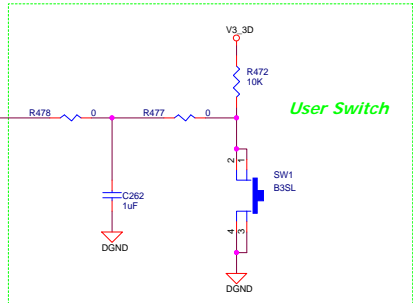 V3_3D
R472
10K
User Switch
R478 0 R477 0
2 1
SW1
B3SL
C262
1uF
4 3
DGND
DGND